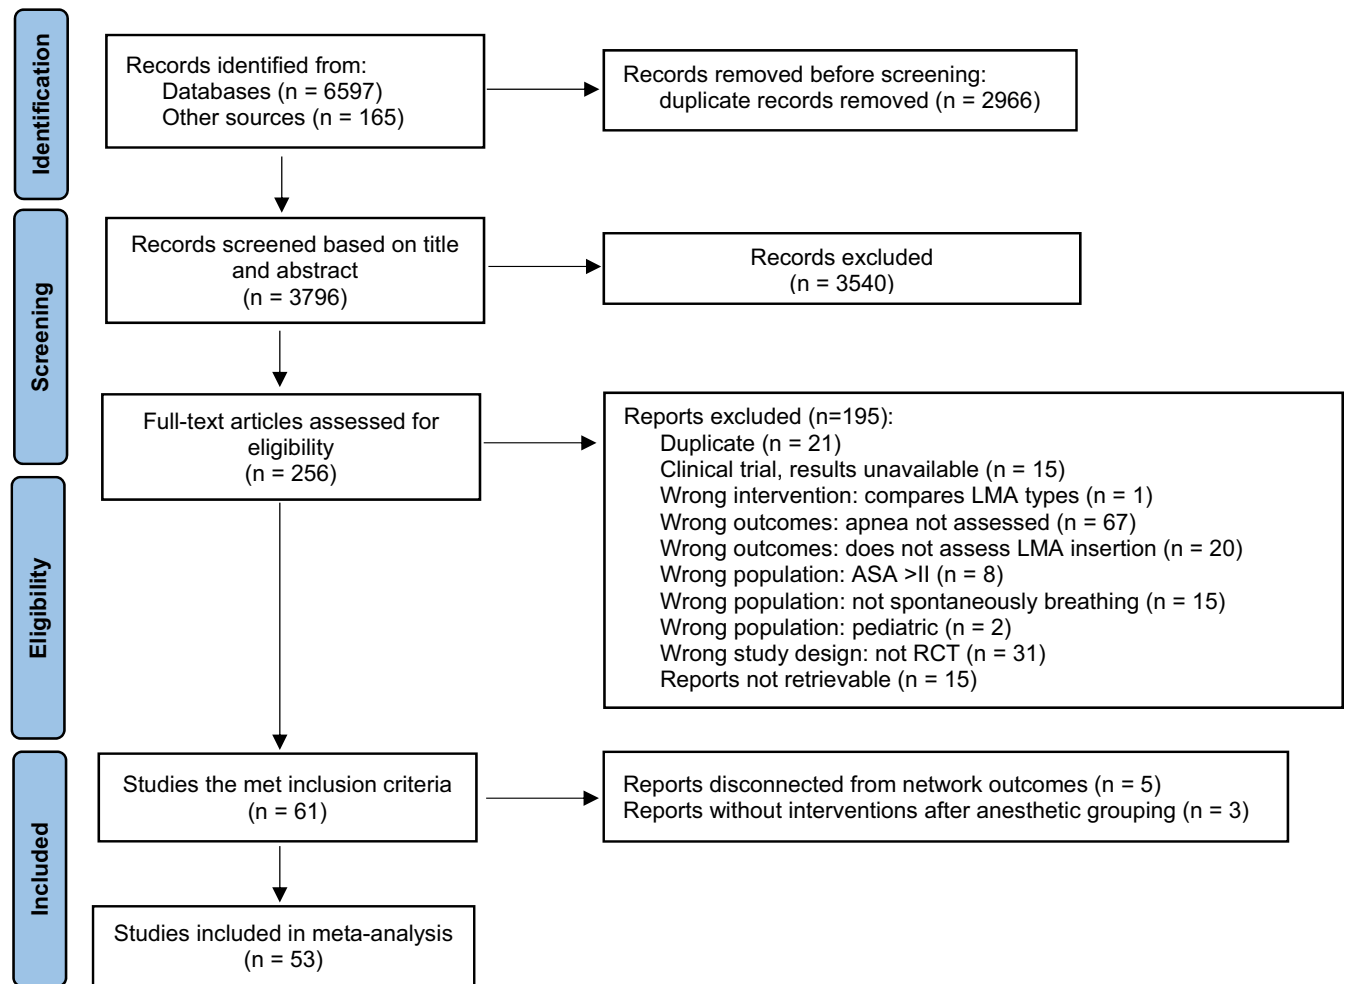 Identification
Records identified from:
Databases (n = 6597)
Other sources (n = 165)
Records removed before screening:
duplicate records removed (n = 2966)
Screening
Records screened based on title
and abstract
(n = 3796)
Records excluded
(n = 3540)
Full-text articles assessed for
eligibility
(n = 256)
Reports excluded (n=195):
Duplicate (n = 21)
Clinical trial, results unavailable (n = 15)
Wrong intervention: compares LMA types (n = 1)
Wrong outcomes: apnea not assessed (n = 67)
Wrong outcomes: does not assess LMA insertion (n = 20)
Wrong population: ASA >II (n = 8)
Wrong population: not spontaneously breathing (n = 15)
Wrong population: pediatric (n = 2)
Wrong study design: not RCT (n = 31)
Reports not retrievable (n = 15)
Eligibility
Included
Studies the met inclusion criteria
(n = 61)
Reports disconnected from network outcomes (n = 5)
Reports without interventions after anesthetic grouping (n = 3)
Studies included in meta-analysis
(n = 53)